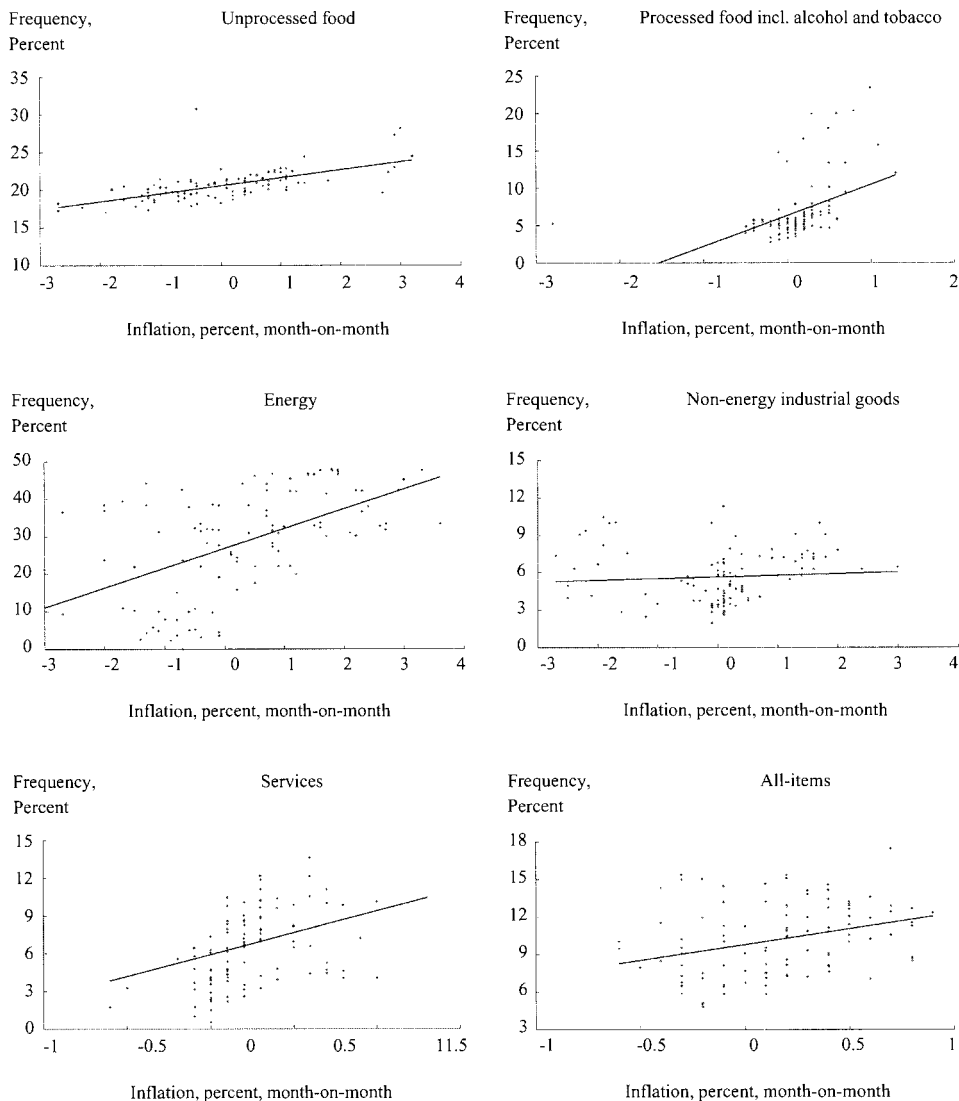 Frequency,
Percent
Unprocessed food
35
30
25
20
15
10
-3 -2 -1 0 1 2 3 4
Inflation, percent, month-on-month
Frequency,
Percent
Processed food incl. alcohol and tobacco
25
20
15
10
5
0
-3 -2 -1 0 1 2
Inflation, percent, month-on-month
Frequency,
Percent
Energy
50
40
30
20
10
0
-3 -2 -1 0 1 2 3 4
Inflation, percent, month-on-month
Frequency,
Percent
Non-energy industrial goods
15
12
9
6
3
0
-3 -2 -1 0 1 2 3 4
Inflation, percent, month-on-month
Frequency,
Percent
Services
15
12
9
6
3
0
-1 -0.5 0 0.5 11.5
Inflation, percent, month-on-month
Frequency,
Percent
All-items
18
15
12
9
6
3
-1 -0.5 0 0.5 1
Inflation, percent, month-on-month